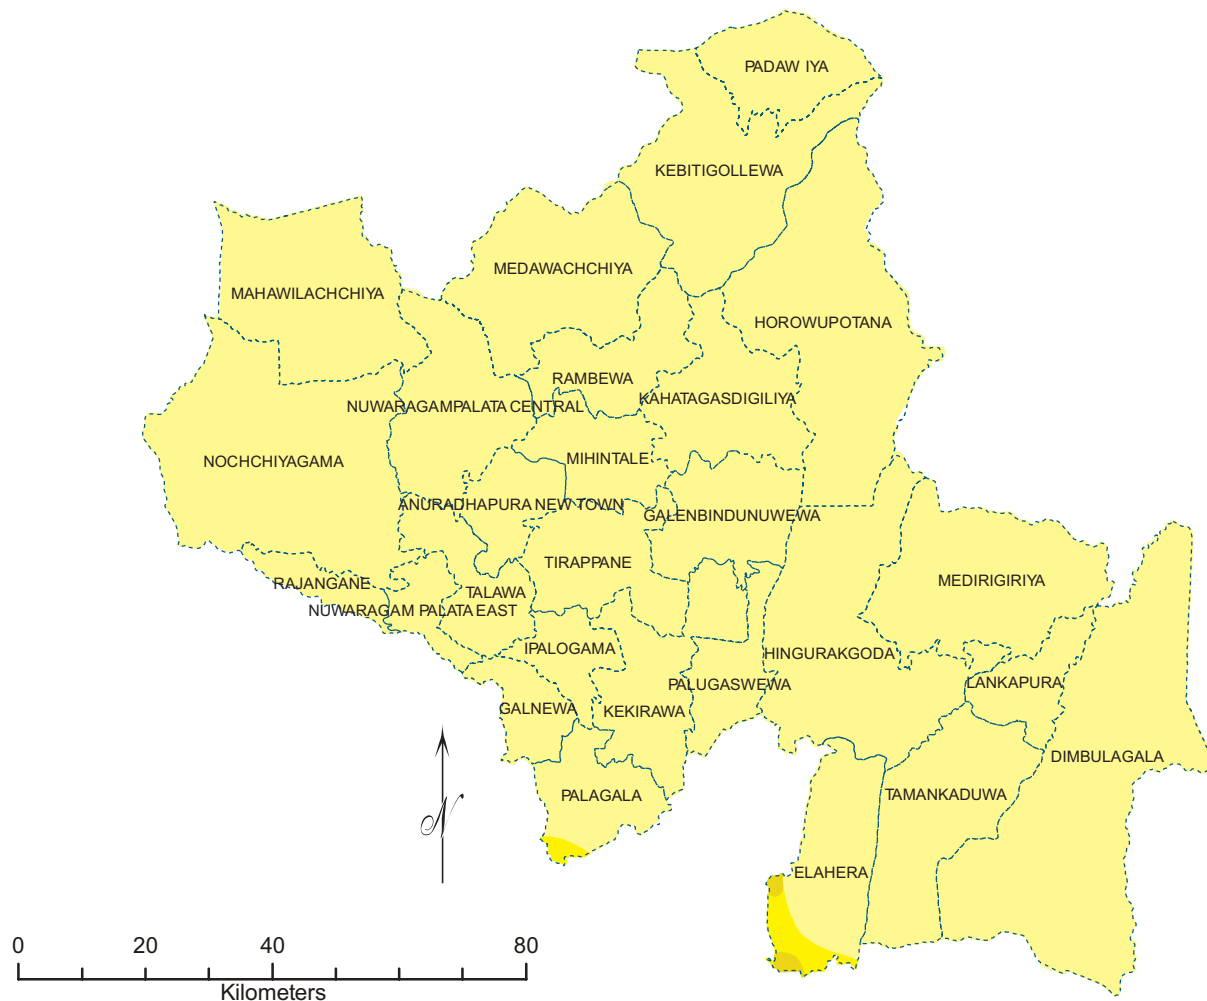 PADAW IYA
KEBITIGOLLEWA
MEDAWACHCHIYA
MAHAWILACHCHIYA
HOROWUPOTANA
RAMBEWA
KAHATAGASDIGILIYA
NUWARAGAMPALATA CENTRAL
MIHINTALE
NOCHCHIYAGAMA
ANURADHAPURA NEW TOWN
GALENBINDUNUWEWA
TIRAPPANE
MEDIRIGIRIYA
RAJANGANE
TALAWA
NUWARAGAM PALATA EAST
IPALOGAMA
HINGURAKGODA
LANKAPURA
PALUGASWEWA
GALNEWA
KEKIRAWA
DIMBULAGALA
PALAGALA
TAMANKADUWA
N
ELAHERA
0 20 40 80
Kilometers